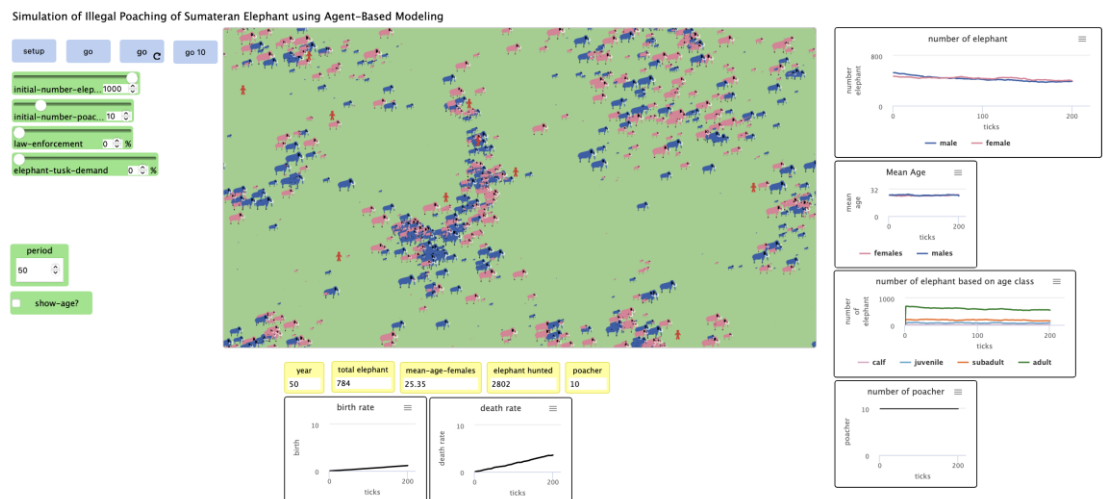 Simulation of Illegal Poaching of Sumateran Elephant using Agent-Based Modeling
setup
go
go
go 10
initial-number-elep... 1000
initial-number-poac... 10
law-enforcement 0 %
elephant-tusk-demand 0 %
period
50
show-age?
number of elephant
number
elephant
800
0
0
100
200
ticks
male
female
Mean Age
mean
age
32
0
0
200
ticks
females
males
number of elephant based on age class
number
of
elephant
1000
0
0
100
200
ticks
calf
juvenile
subadult
adult
number of poacher
poacher
10
0
0
200
ticks
year
50
total elephant
784
mean-age-females
25.35
elephant hunted
2802
poacher
10
birth rate
birth
10
0
0
200
ticks
death rate
death rate
10
0
0
200
ticks